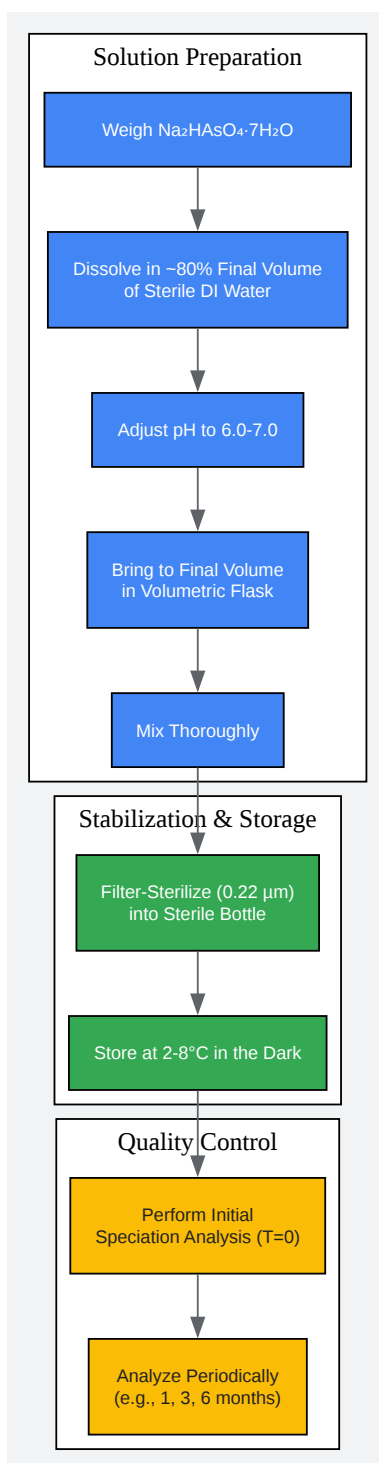 Solution Preparation
Weigh Na₂HAsO₄·7H₂O
Dissolve in ~80% Final Volume
of Sterile DI Water
Adjust pH to 6.0-7.0
Bring to Final Volume
in Volumetric Flask
Mix Thoroughly
Stabilization & Storage
Filter-Sterilize (0.22 µm)
into Sterile Bottle
Store at 2-8°C in the Dark
Quality Control
Perform Initial
Speciation Analysis (T=0)
Analyze Periodically
(e.g., 1, 3, 6 months)